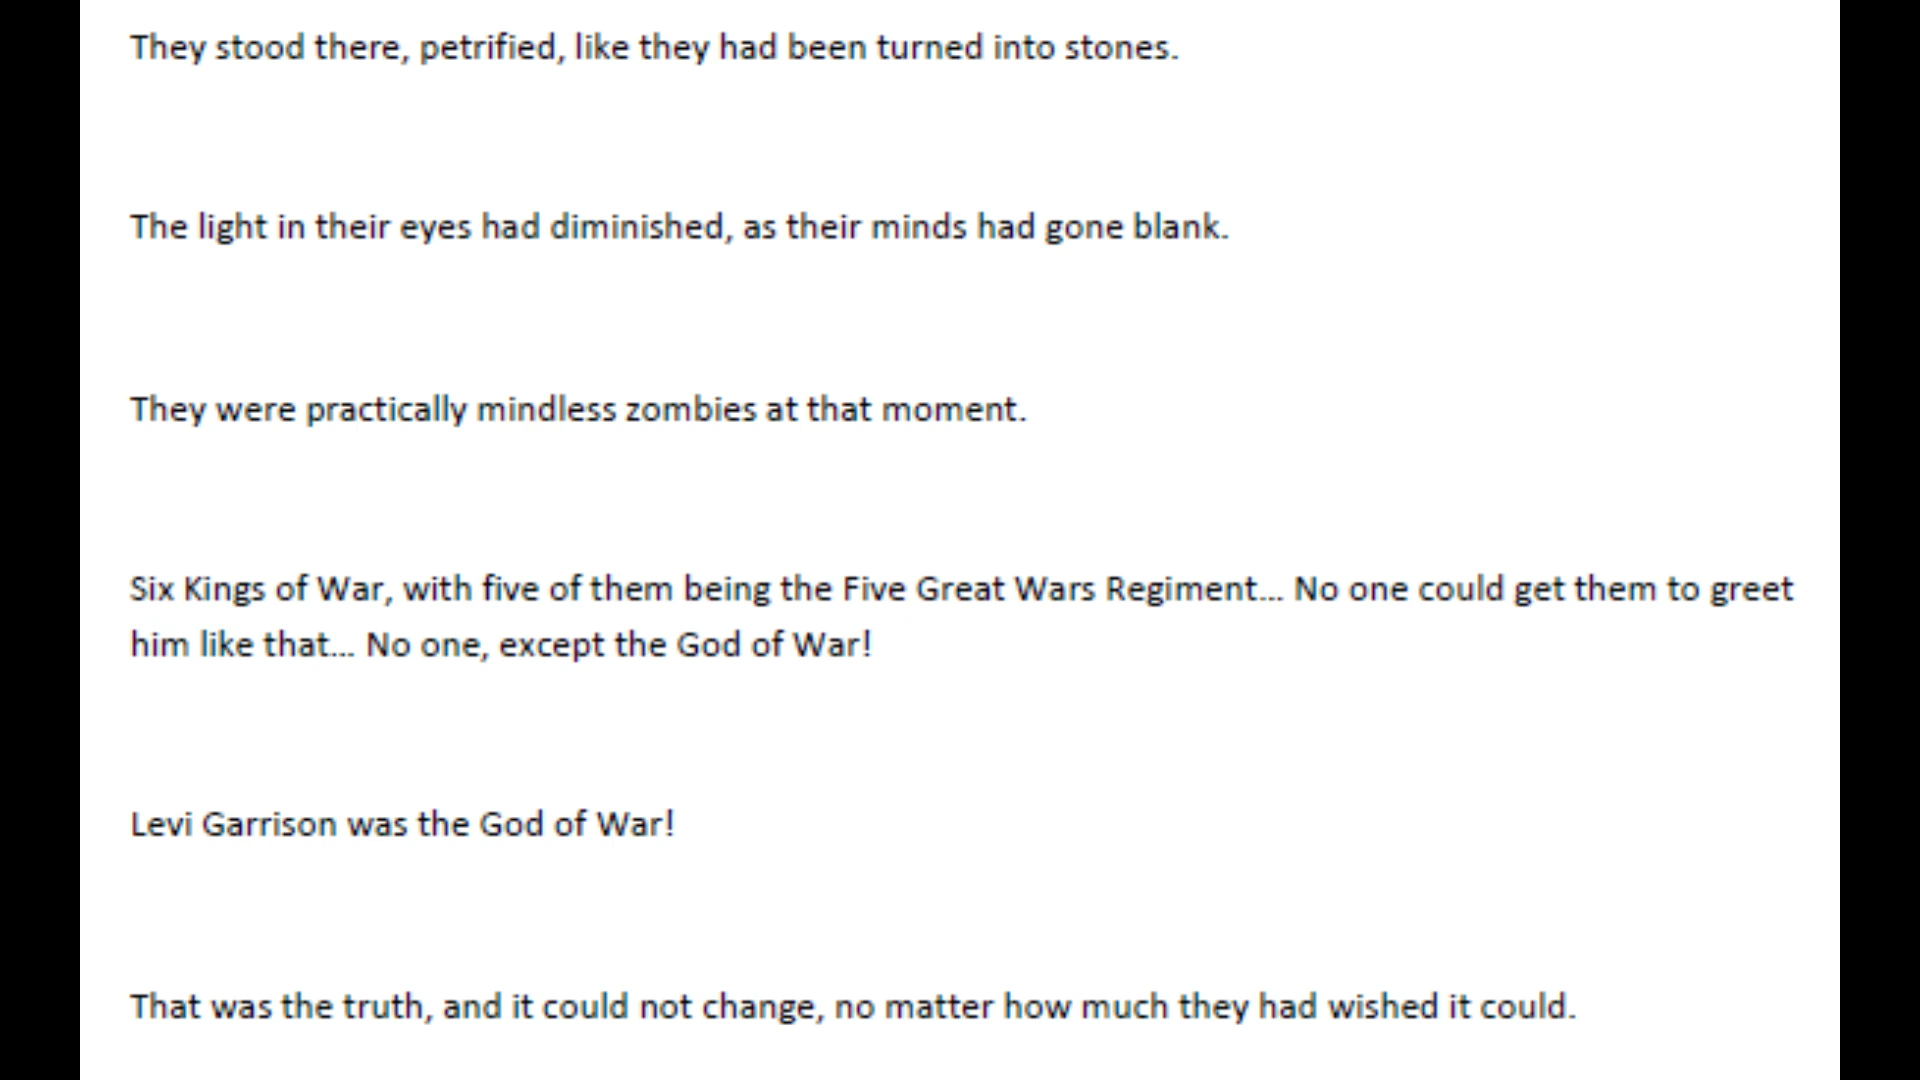 They stood there, petrified, like they had been turned into stones.
The light in their eyes had diminished, as their minds had gone blank.
They were practically mindless zombies at that moment.
Six Kings of War, with five of them being the Five Great Wars Regiment... No one could get them to greet
him like that... No one, except the God of War!
Levi Garrison was the God of War!
That was the truth, and it could not change, no matter how much they had wished it could.